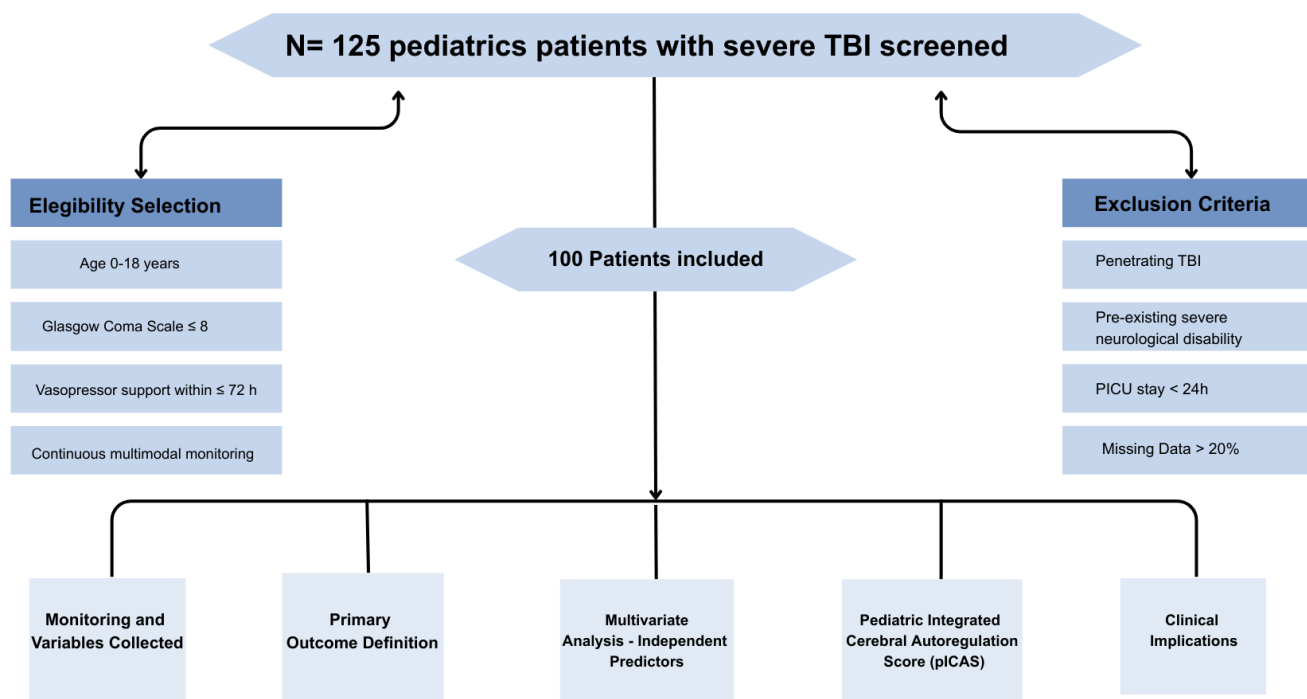 N= 125 pediatrics patients with severe TBI screened
Elegibility Selection
Age 0-18 years
Glasgow Coma Scale ≤ 8
Vasopressor support within ≤ 72 h
Continuous multimodal monitoring
100 Patients included
Exclusion Criteria
Penetrating TBI
Pre-existing severe
neurological disability
PICU stay < 24h
Missing Data > 20%
Monitoring and
Variables Collected
Primary
Outcome Definition
Multivariate
Analysis - Independent
Predictors
Pediatric Integrated
Cerebral Autoregulation
Score (pICAS)
Clinical
Implications